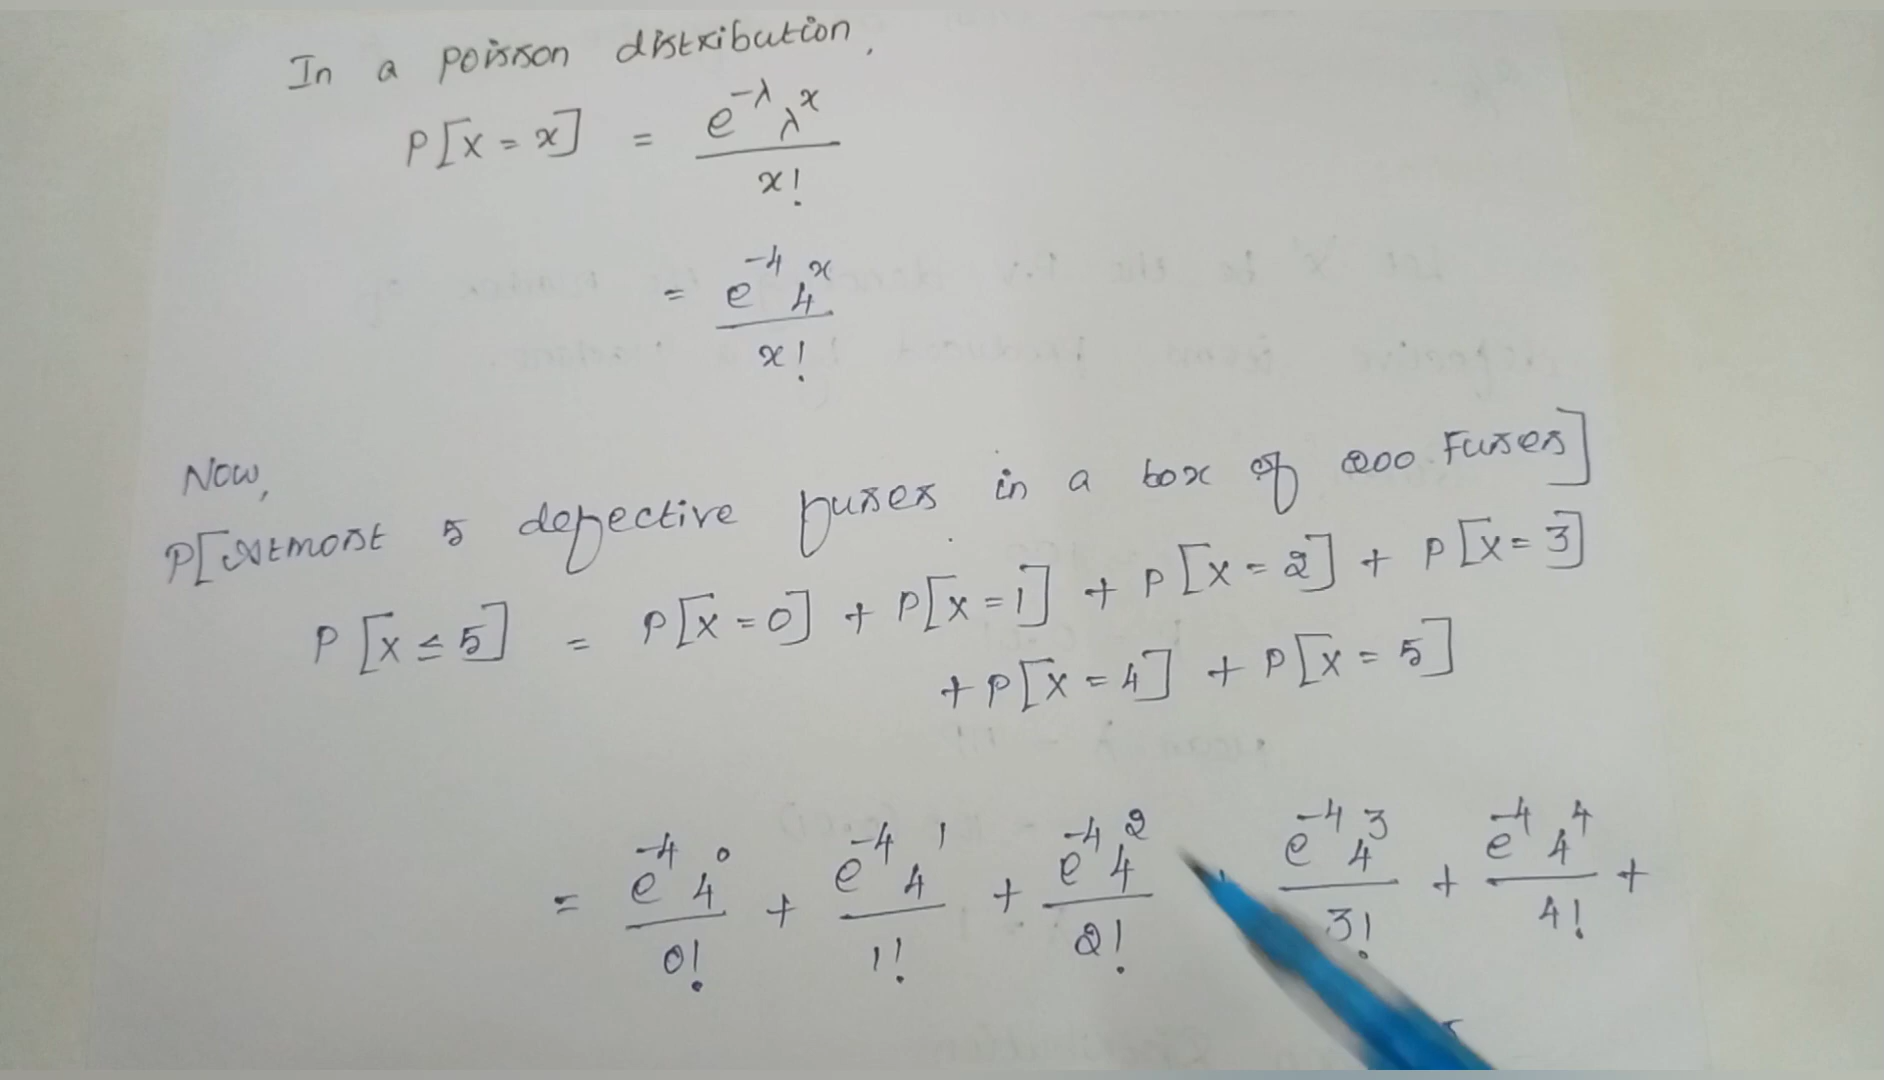 In a poisson distribution,
P[X = x] = e^-λ λ^x / x!
= e^-4 4^x / x!
Now,
P[Atmost 5 defective fuses in a box of 200 Fuses]
P[X ≤ 5] = P[X = 0] + P[X = 1] + P[X = 2] + P[X = 3]
+ P[X = 4] + P[X = 5]
= e^-4 4^0 / 0! + e^-4 4^1 / 1! + e^-4 4^2 / 2! e^-4 4^3 / 3! + e^-4 4^4 / 4! +